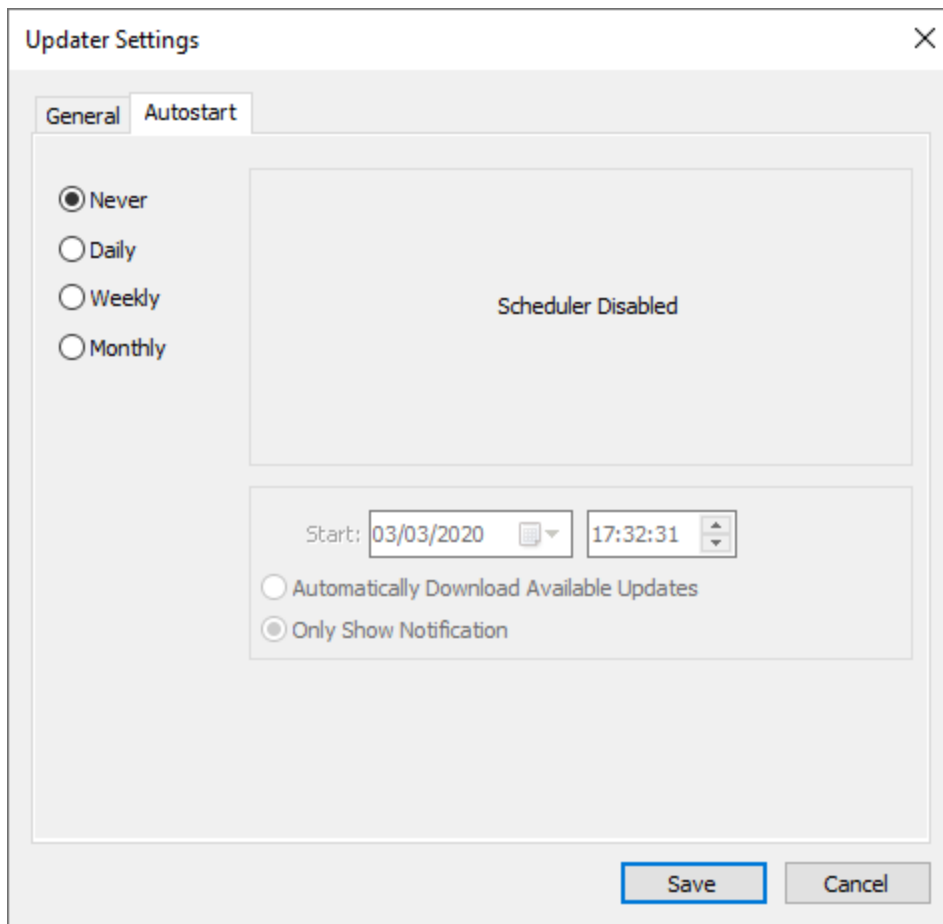 Updater Settings
General
Autostart
Never
Daily
Weekly
Monthly
Scheduler Disabled
Start: 03/03/2020 17:32:31
Automatically Download Available Updates
Only Show Notification
Save
Cancel